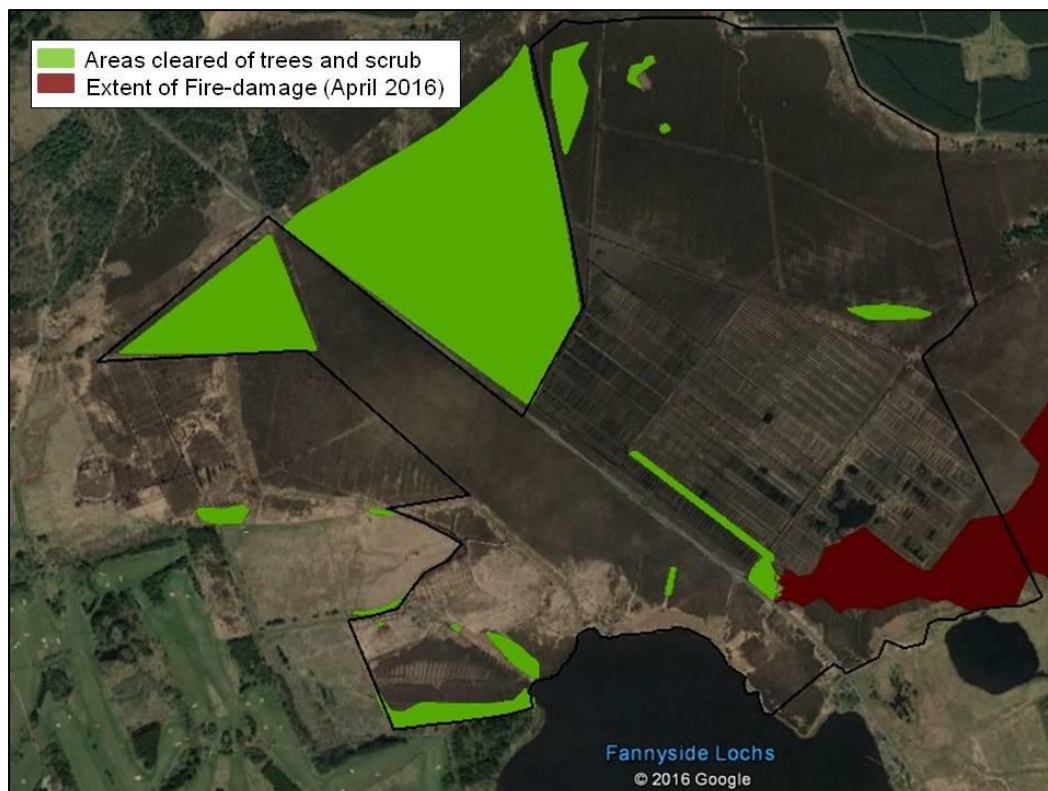 Areas cleared of trees and scrub
Extent of Fire-damage (April 2016)
Fannyside Lochs
© 2016 Google